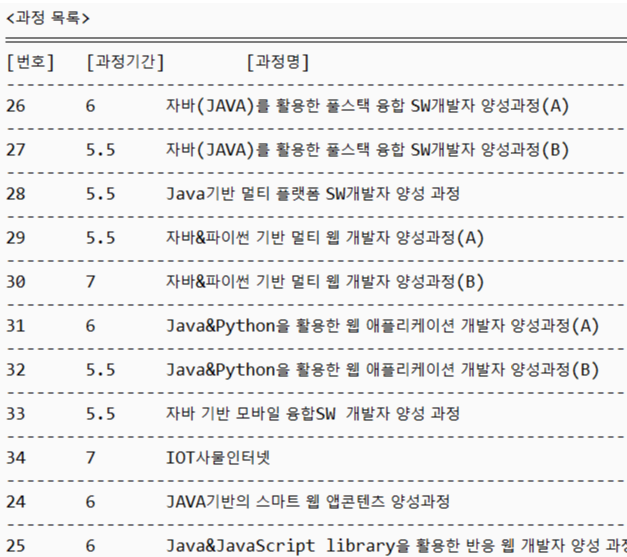 <과정 목록>
[번호] [과정기간] [과정명]
26 6 자바(JAVA)를 활용한 풀스택 융합 SW개발자 양성과정(A)
27 5.5 자바(JAVA)를 활용한 풀스택 융합 SW개발자 양성과정(B)
28 5.5 Java기반 멀티 플랫폼 SW개발자 양성 과정
29 5.5 자바&파이썬 기반 멀티 웹 개발자 양성과정(A)
30 7 자바&파이썬 기반 멀티 웹 개발자 양성과정(B)
31 6 Java&Python을 활용한 웹 애플리케이션 개발자 양성과정(A)
32 5.5 Java&Python을 활용한 웹 애플리케이션 개발자 양성과정(B)
33 5.5 자바 기반 모바일 융합SW 개발자 양성 과정
34 7 IOT사물인터넷
24 6 JAVA기반의 스마트 웹 앱콘텐츠 양성과정
25 6 Java&JavaScript library을 활용한 반응 웹 개발자 양성 과정